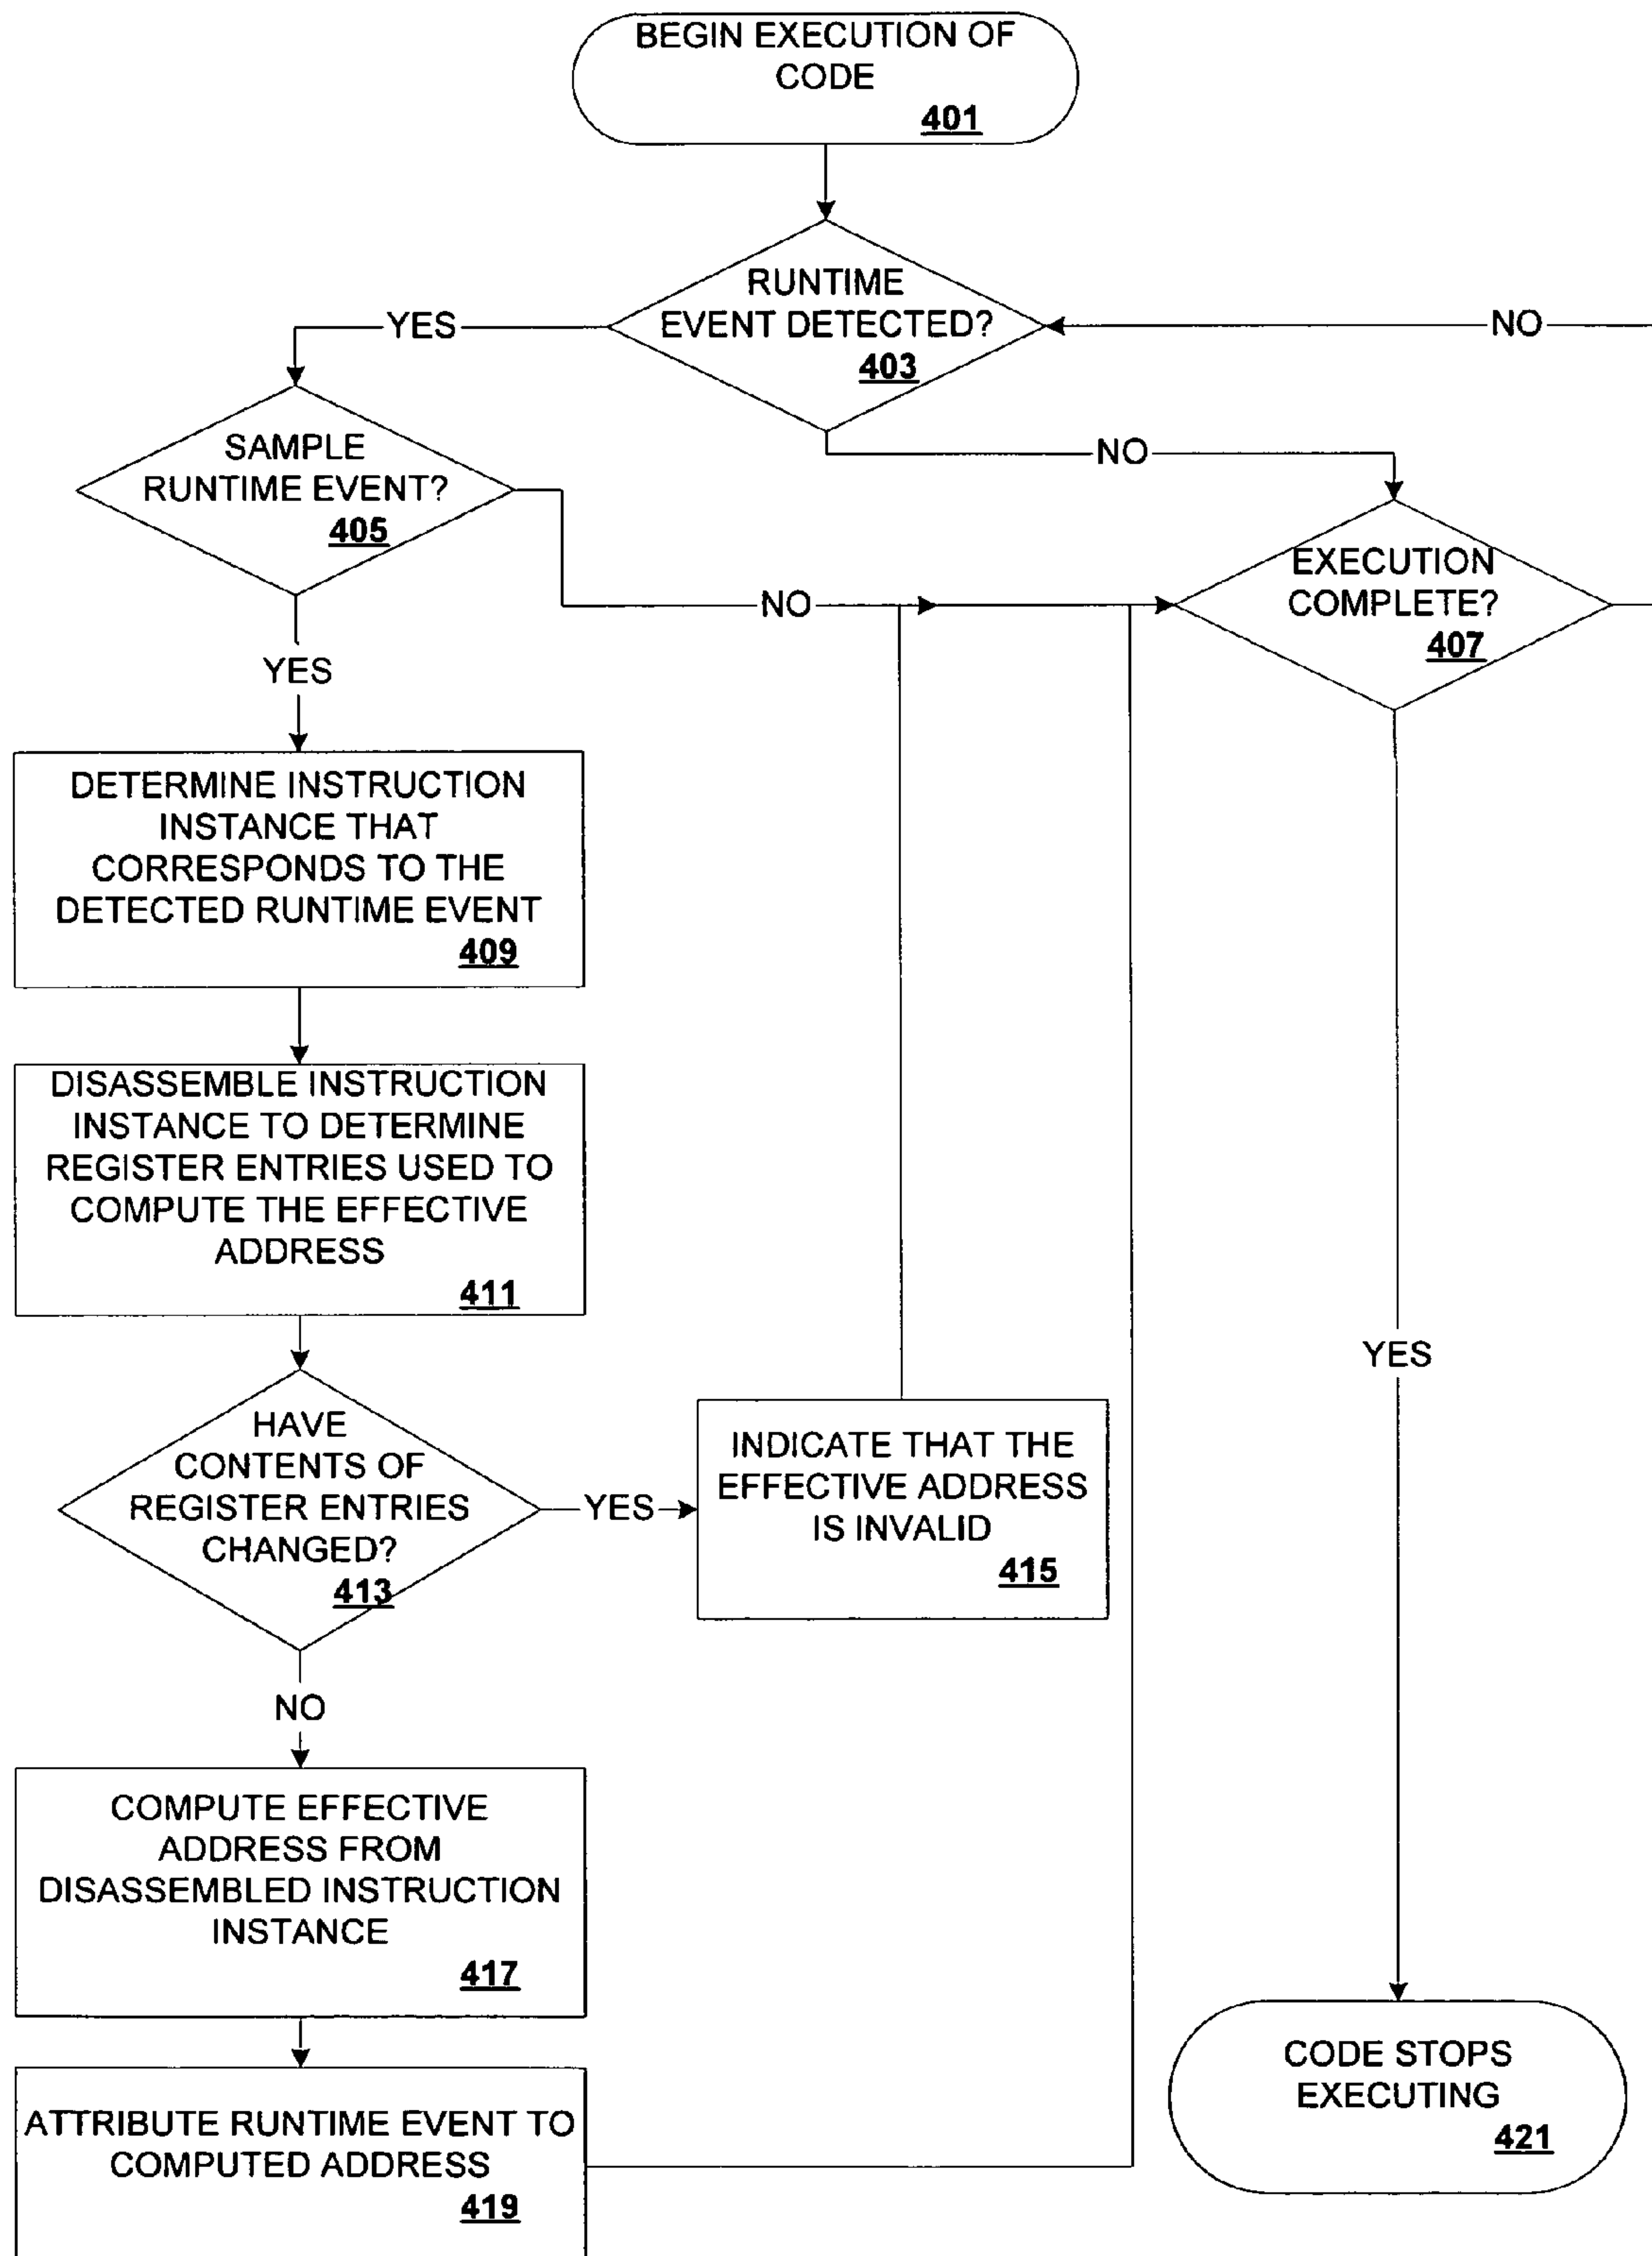 BEGIN EXECUTION OF
CODE
401
RUNTIME
EVENT DETECTED?
403
YES
NO
SAMPLE
RUNTIME EVENT?
405
NO
EXECUTION
COMPLETE?
407
NO
YES
DETERMINE INSTRUCTION
INSTANCE THAT
CORRESPONDS TO THE
DETECTED RUNTIME EVENT
409
DISASSEMBLE INSTRUCTION
INSTANCE TO DETERMINE
REGISTER ENTRIES USED TO
COMPUTE THE EFFECTIVE
ADDRESS
411
YES
HAVE
CONTENTS OF
REGISTER ENTRIES
CHANGED?
413
YES
INDICATE THAT THE
EFFECTIVE ADDRESS
IS INVALID
415
NO
COMPUTE EFFECTIVE
ADDRESS FROM
DISASSEMBLED INSTRUCTION
INSTANCE
417
ATTRIBUTE RUNTIME EVENT TO
COMPUTED ADDRESS
419
CODE STOPS
EXECUTING
421